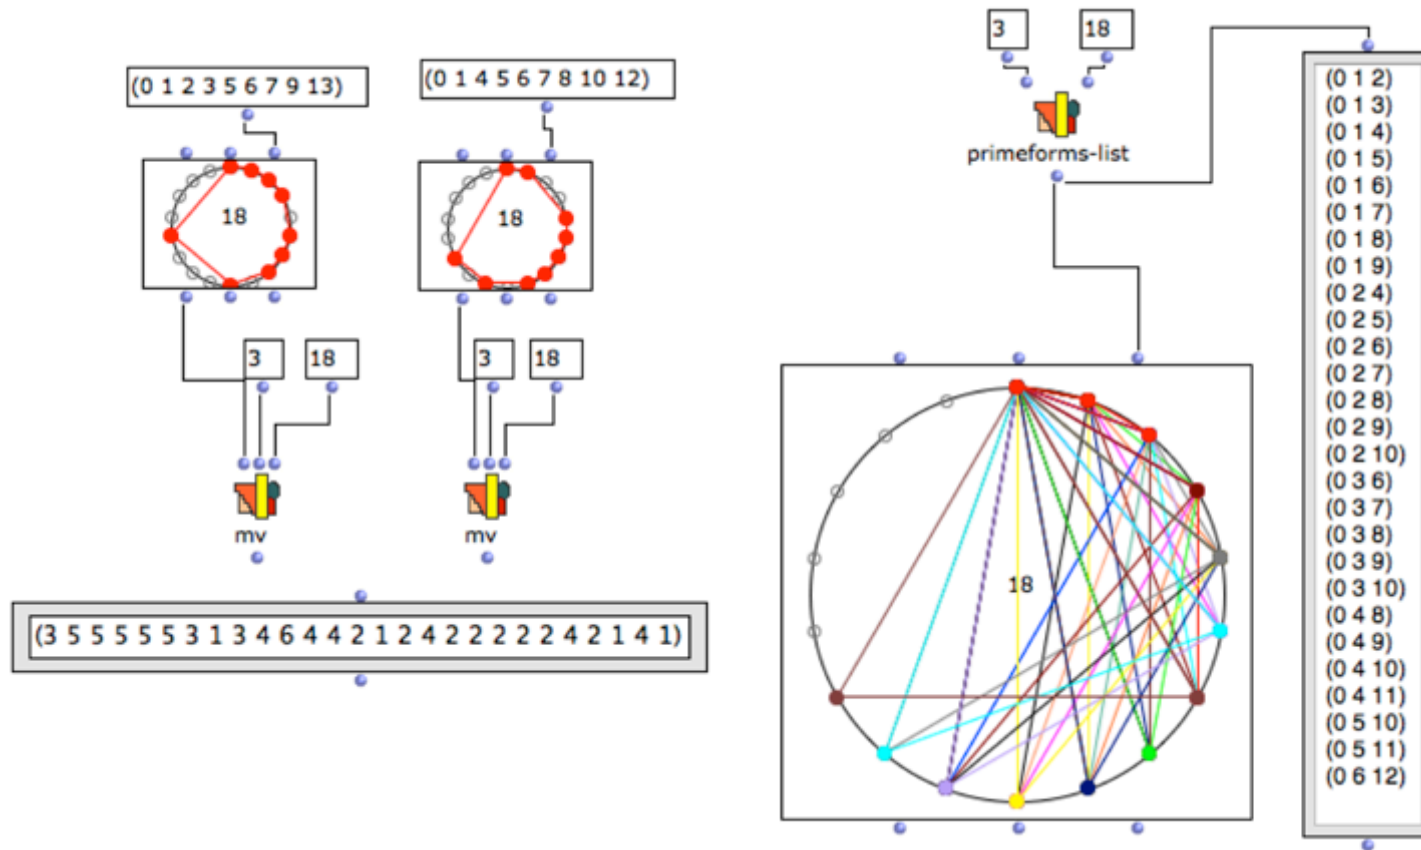 (0 1 2 3 5 6 7 9 13)
18
3
18
mv
(0 1 4 5 6 7 8 10 12)
18
3
18
mv
(3 5 5 5 5 5 3 1 3 4 6 4 4 2 1 2 4 2 2 2 2 2 4 2 1 4 1)
3
18
primeforms-list
18
(0 1 2)
(0 1 3)
(0 1 4)
(0 1 5)
(0 1 6)
(0 1 7)
(0 1 8)
(0 1 9)
(0 2 4)
(0 2 5)
(0 2 6)
(0 2 7)
(0 2 8)
(0 2 9)
(0 2 10)
(0 3 6)
(0 3 7)
(0 3 8)
(0 3 9)
(0 3 10)
(0 4 8)
(0 4 9)
(0 4 10)
(0 4 11)
(0 5 10)
(0 5 11)
(0 6 12)